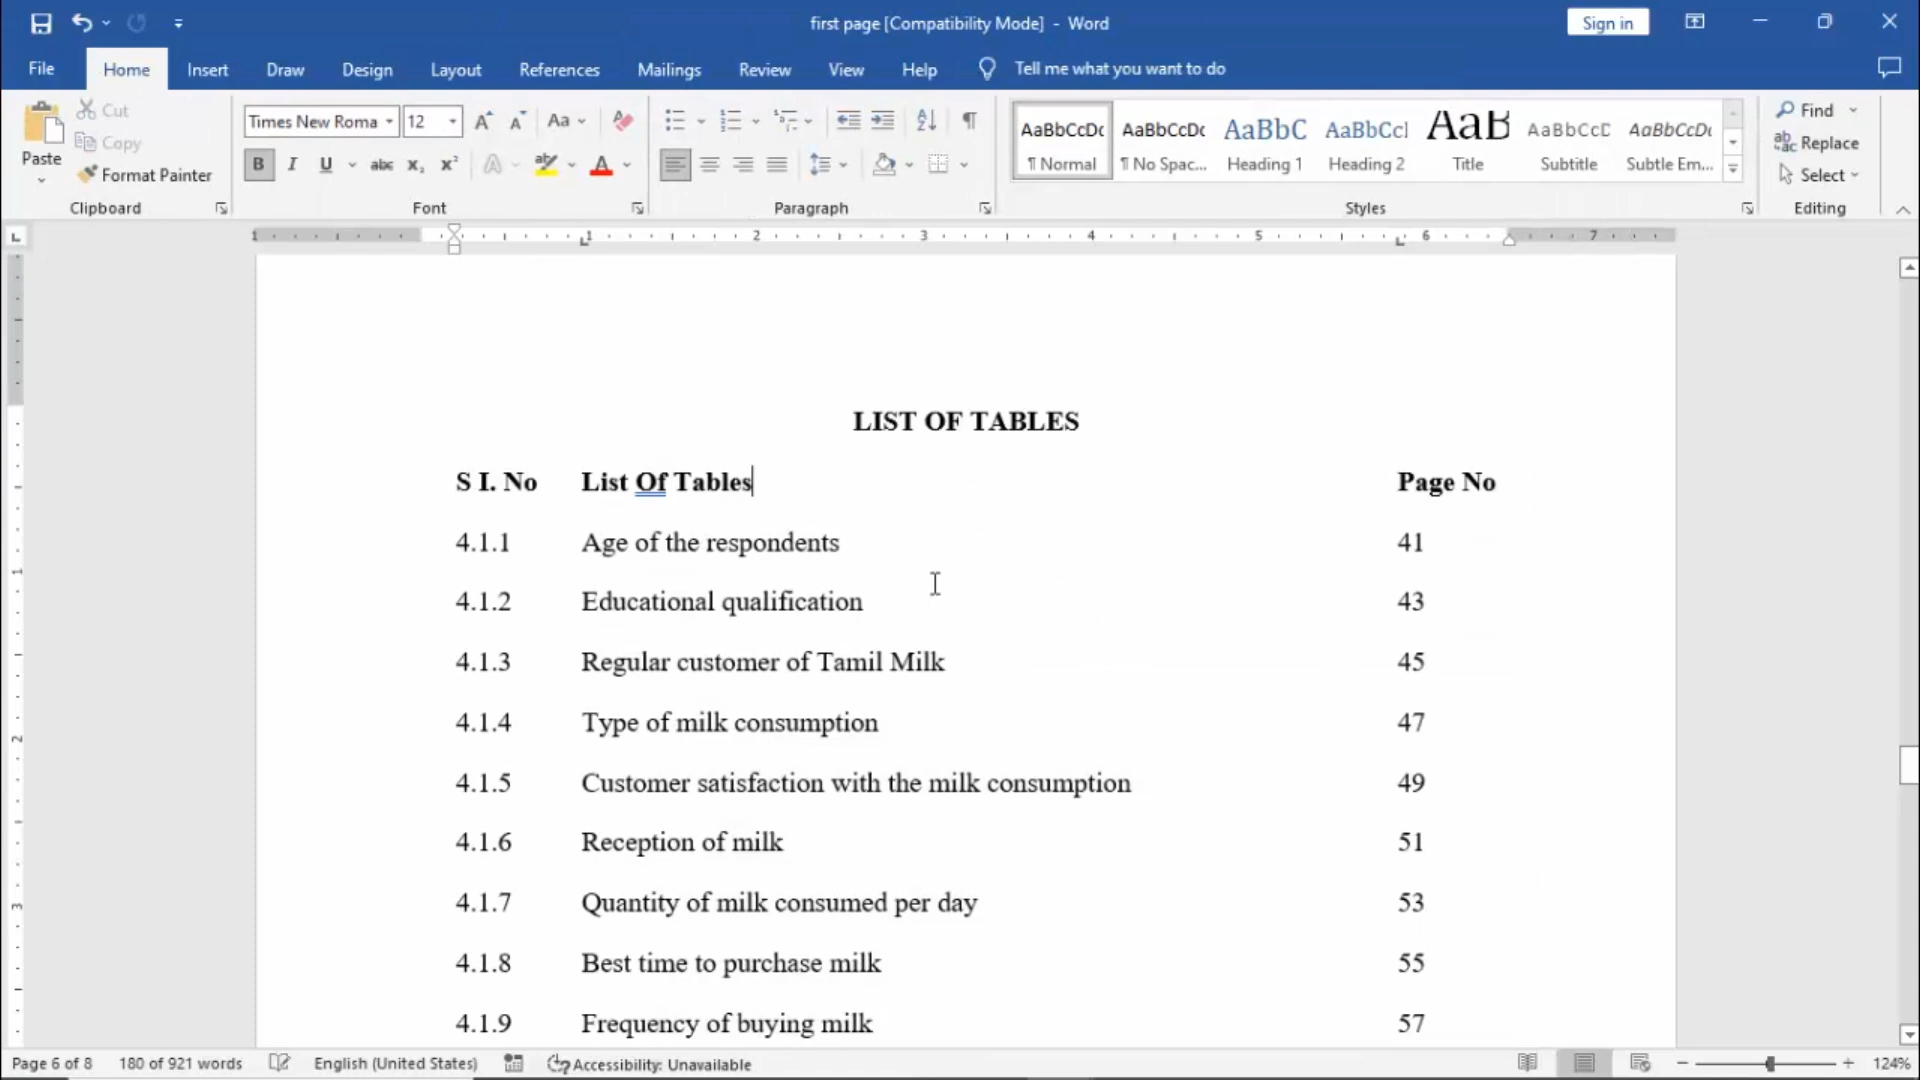 first page [Compatibility Mode] - Word
Sign in
File Home Insert Draw Design Layout References Mailings Review View Help Tell me what you want to do
Paste
Cut
Copy
Format Painter
Clipboard
Times New Roma 12
Font
Paragraph
AaBbCcDc AaBbCcDc AaBbC AaBbCcl AaB AaBbCcD AaBbCcDc
¶ Normal ¶ No Spac... Heading 1 Heading 2 Title Subtitle Subtle Em...
Styles
Find
Replace
Select
Editing
1 1 2 3 4 5 6 7
LIST OF TABLES
S I. No List Of Tables Page No
4.1.1 Age of the respondents 41
4.1.2 Educational qualification 43
4.1.3 Regular customer of Tamil Milk 45
4.1.4 Type of milk consumption 47
4.1.5 Customer satisfaction with the milk consumption 49
4.1.6 Reception of milk 51
4.1.7 Quantity of milk consumed per day 53
4.1.8 Best time to purchase milk 55
4.1.9 Frequency of buying milk 57
Page 6 of 8 180 of 921 words English (United States) Accessibility: Unavailable 124%